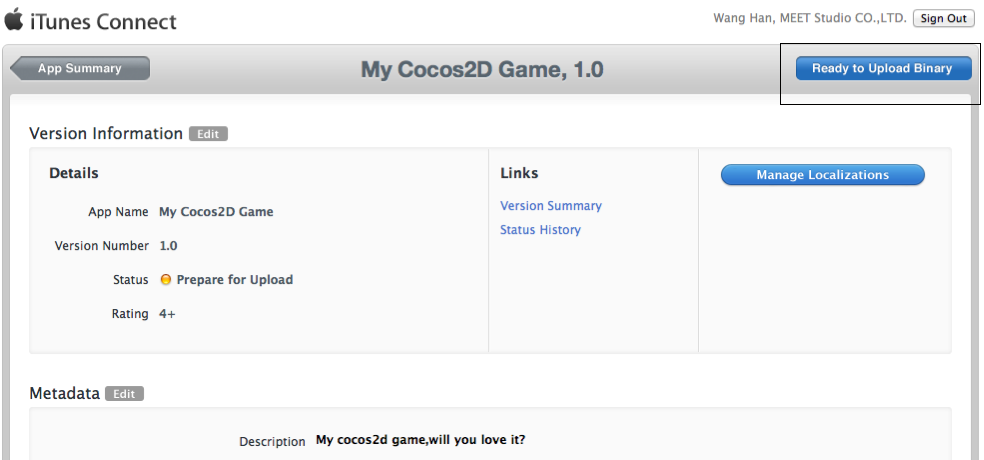 iTunes Connect
Wang Han, MEET Studio CO.,LTD. Sign Out
App Summary
My Cocos2D Game, 1.0
Ready to Upload Binary
Version Information Edit
Details
App Name My Cocos2D Game
Version Number 1.0
Status Prepare for Upload
Rating 4+
Links
Version Summary
Status History
Manage Localizations
Metadata Edit
Description My cocos2d game,will you love it?